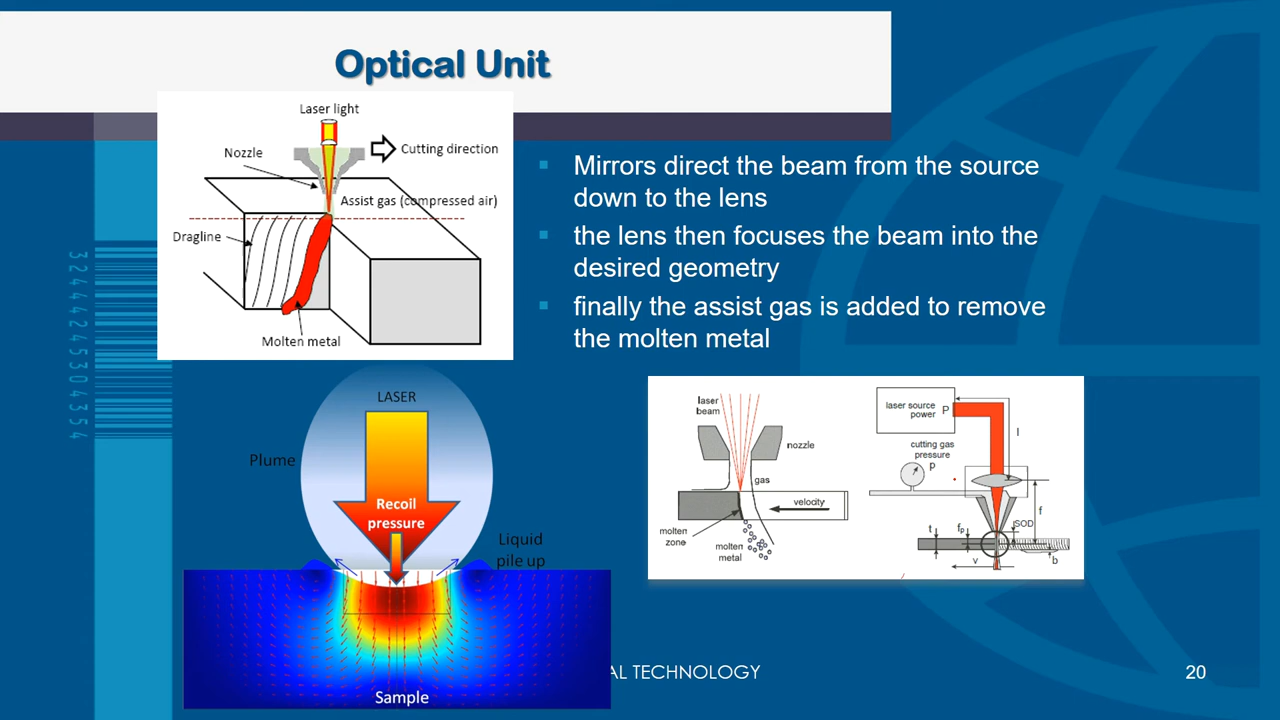 Optical Unit
Laser light
Nozzle
Cutting direction
Assist gas (compressed air)
Dragline
Molten metal
Mirrors direct the beam from the source
down to the lens
the lens then focuses the beam into the
desired geometry
finally the assist gas is added to remove
the molten metal
LASER
Plume
Recoil
pressure
Liquid
pile up
Sample
laser
beam
nozzle
gas
velocity
molten
zone
molten
metal
laser source
power P
l
cutting gas
pressure
p
f
SOD
t
fp
v
b
32444245304354
AL TECHNOLOGY
20